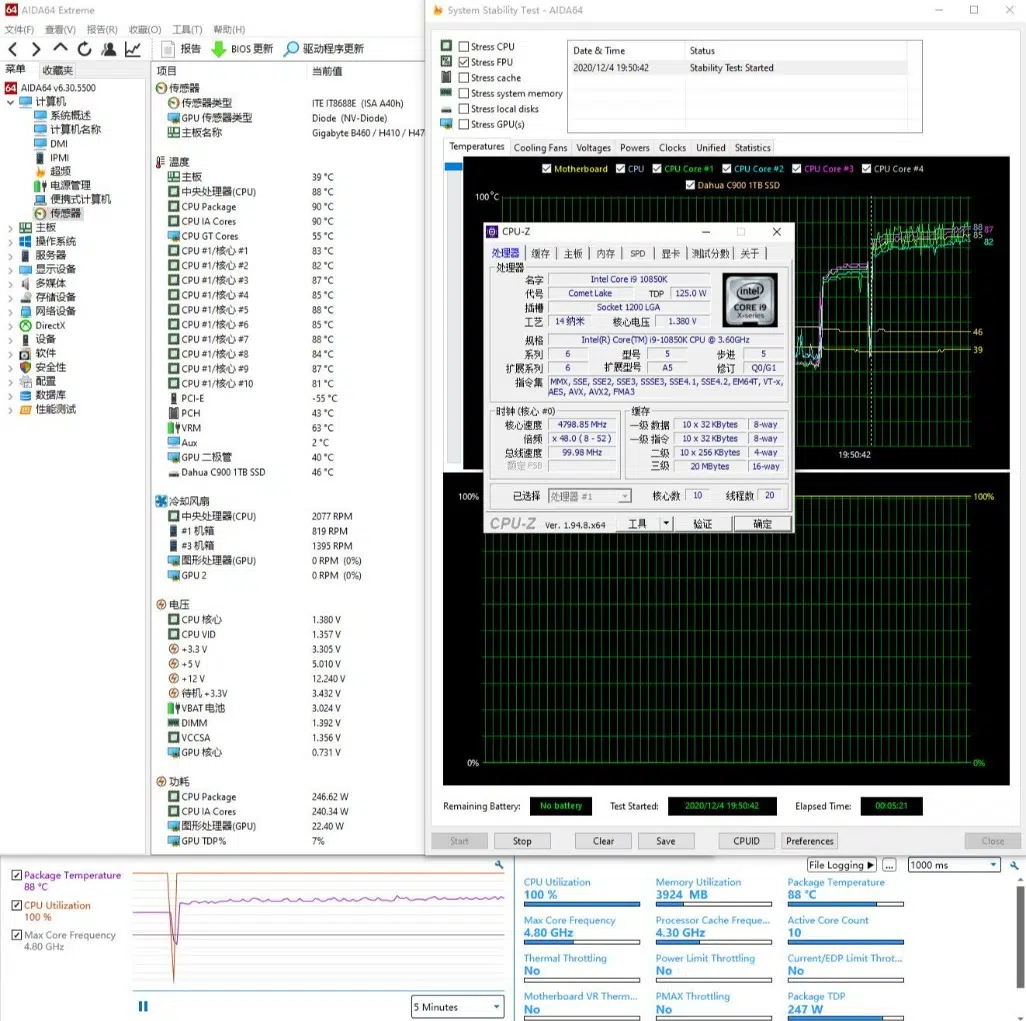 AIDA64 Extreme
文件(F) 查看(V) 报告(R) 收藏(O) 工具(T) 帮助(H)
报告 BIOS 更新 驱动程序更新
菜单 收藏夹
AIDA64 v6.30.5500
计算机
系统概述
计算机名称
DMI
IPMI
超频
电源管理
便携式计算机
传感器
主板
操作系统
服务器
显示设备
多媒体
存储设备
网络设备
DirectX
设备
软件
安全性
配置
数据库
性能测试
项目 当前值
传感器
传感器类型 ITE IT8688E (ISA A40h)
GPU 传感器类型 Diode (NV-Diode)
主板名称 Gigabyte B460 / H410 / H47
温度
主板 39 °C
中央处理器(CPU) 88 °C
CPU Package 90 °C
CPU IA Cores 90 °C
CPU GT Cores 55 °C
CPU #1/核心 #1 83 °C
CPU #1/核心 #2 82 °C
CPU #1/核心 #3 87 °C
CPU #1/核心 #4 85 °C
CPU #1/核心 #5 88 °C
CPU #1/核心 #6 85 °C
CPU #1/核心 #7 88 °C
CPU #1/核心 #8 84 °C
CPU #1/核心 #9 87 °C
CPU #1/核心 #10 81 °C
PCI-E -55 °C
PCH 43 °C
VRM 63 °C
Aux 2 °C
GPU 二极管 40 °C
Dahua C900 1TB SSD 46 °C
冷却风扇
中央处理器(CPU) 2077 RPM
#1 机箱 819 RPM
#3 机箱 1395 RPM
图形处理器(GPU) 0 RPM (0%)
GPU 2 0 RPM (0%)
电压
CPU 核心 1.380 V
CPU VID 1.357 V
+3.3 V 3.305 V
+5 V 5.010 V
+12 V 12.240 V
待机 +3.3V 3.432 V
VBAT 电池 3.024 V
DIMM 1.392 V
VCCSA 1.356 V
GPU 核心 0.731 V
功耗
CPU Package 246.62 W
CPU IA Cores 240.34 W
图形处理器(GPU) 22.40 W
GPU TDP% 7%
System Stability Test - AIDA64
Stress CPU
Stress FPU
Stress cache
Stress system memory
Stress local disks
Stress GPU(s)
Date & Time Status
2020/12/4 19:50:42 Stability Test: Started
Temperatures Cooling Fans Voltages Powers Clocks Unified Statistics
Motherboard CPU CPU Core #1 CPU Core #2 CPU Core #3 CPU Core #4
Dahua C900 1TB SSD
100°C
88 87
85
82
46
39
19:50:42
100% 100%
0% 0%
CPU-Z
处理器 缓存 主板 内存 SPD 显卡 测试分数 关于
处理器
名字 Intel Core i9 10850K
代号 Comet Lake TDP 125.0 W
插槽 Socket 1200 LGA
工艺 14 纳米 核心电压 1.380 V
intel
CORE i9
X-series
规格 Intel(R) Core(TM) i9-10850K CPU @ 3.60GHz
系列 6 型号 5 步进 5
扩展系列 6 扩展型号 A5 修订 Q0/G1
指令集 MMX, SSE, SSE2, SSE3, SSSE3, SSE4.1, SSE4.2, EM64T, VT-x,
AES, AVX, AVX2, FMA3
时钟 (核心 #0) 缓存
核心速度 4798.85 MHz 一级 数据 10 x 32 KBytes 8-way
倍频 x 48.0 ( 8 - 52 ) 一级 指令 10 x 32 KBytes 8-way
总线速度 99.98 MHz 二级 10 x 256 KBytes 4-way
额定 FSB 三级 20 MBytes 16-way
已选择 处理器 #1 核心数 10 线程数 20
CPU-Z Ver. 1.94.8.x64 工具 验证 确定
Remaining Battery: No battery Test Started: 2020/12/4 19:50:42 Elapsed Time: 00:05:21
Start Stop Clear Save CPUID Preferences Close
Package Temperature
88 °C
CPU Utilization
100 %
Max Core Frequency
4.80 GHz
5 Minutes
File Logging ... 1000 ms
CPU Utilization Memory Utilization Package Temperature
100 % 3924 MB 88 °C
Max Core Frequency Processor Cache Freque... Active Core Count
4.80 GHz 4.30 GHz 10
Thermal Throttling Power Limit Throttling Current/EDP Limit Throt...
No No No
Motherboard VR Therm... PMAX Throttling Package TDP
No No 247 W